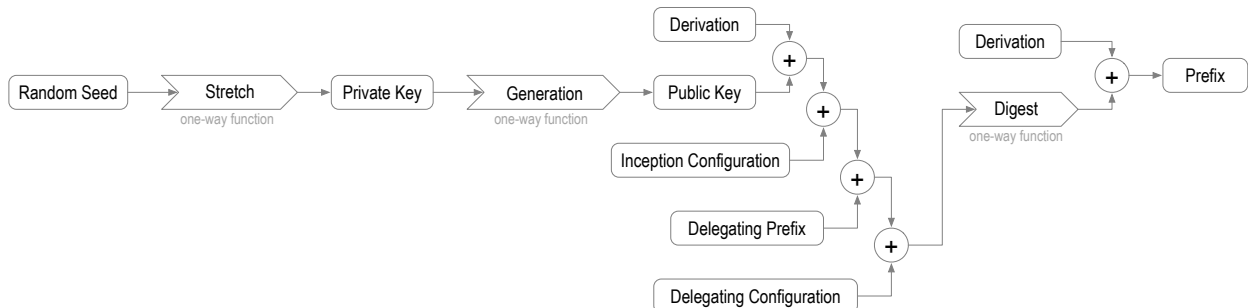 Derivation
+
Random Seed
Stretch
one-way function
Private Key
Generation
one-way function
Public Key
+
Inception Configuration
+
Delegating Prefix
+
Delegating Configuration
Digest
one-way function
Derivation
+
Prefix